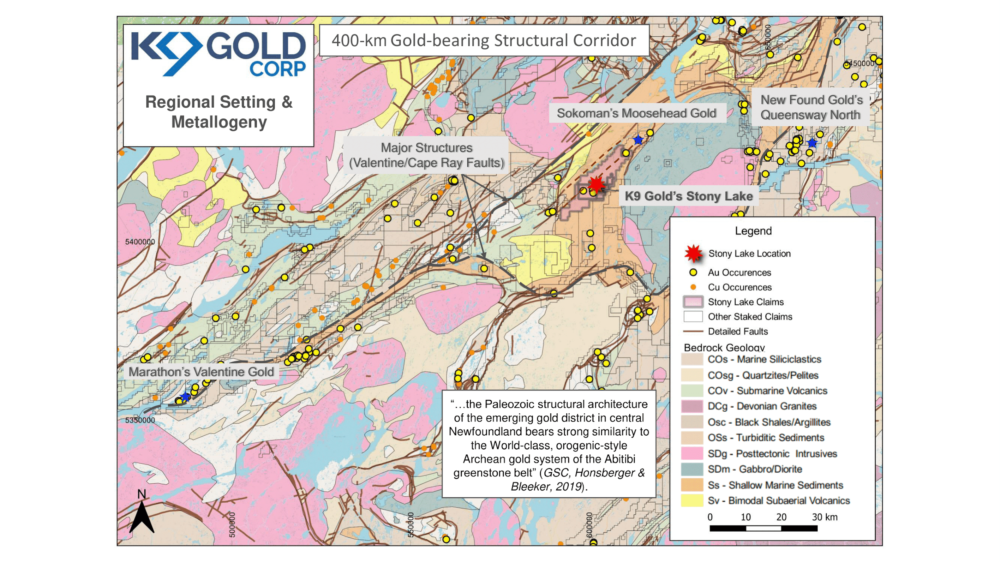 K9 GOLD
CORP
Regional Setting &
Metallogeny
400-km Gold-bearing Structural Corridor
650000
5450000
New Found Gold's
Queensway North
Sokoman's Moosehead Gold
Major Structures
(Valentine/Cape Ray Faults)
K9 Gold's Stony Lake
5400000
Marathon's Valentine Gold
5350000
N
500000
550000
600000
“…the Paleozoic structural architecture
of the emerging gold district in central
Newfoundland bears strong similarity to
the World-class, orogenic-style
Archean gold system of the Abitibi
greenstone belt” (GSC, Honsberger &
Bleeker, 2019).
Legend
Stony Lake Location
Au Occurences
Cu Occurences
Stony Lake Claims
Other Staked Claims
Detailed Faults
Bedrock Geology
COs - Marine Siliciclastics
COsg - Quartzites/Pelites
COv - Submarine Volcanics
DCg - Devonian Granites
Osc - Black Shales/Argillites
OSs - Turbiditic Sediments
SDg - Posttectonic Intrusives
SDm - Gabbro/Diorite
Ss - Shallow Marine Sediments
Sv - Bimodal Subaerial Volcanics
0 10 20 30 km